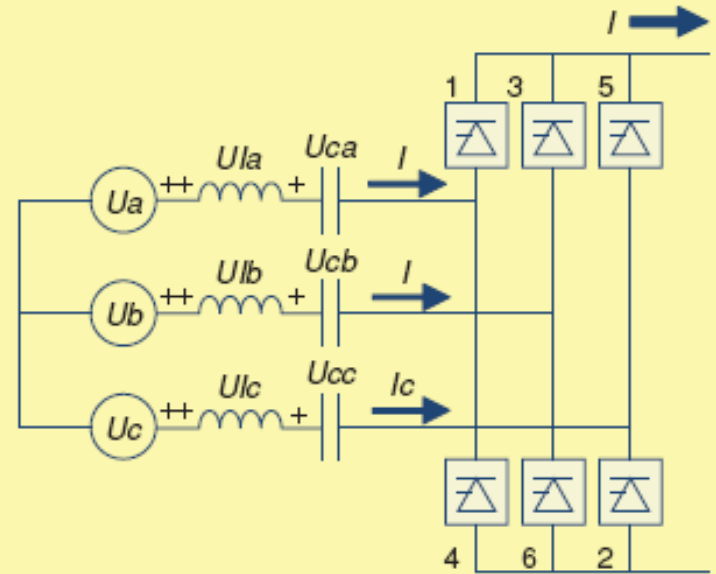 I
1 3 5
Ula Uca I
++ +
Ua
Ulb Ucb I
++ +
Ub
Ulc Ucc Ic
++ +
Uc
4 6 2